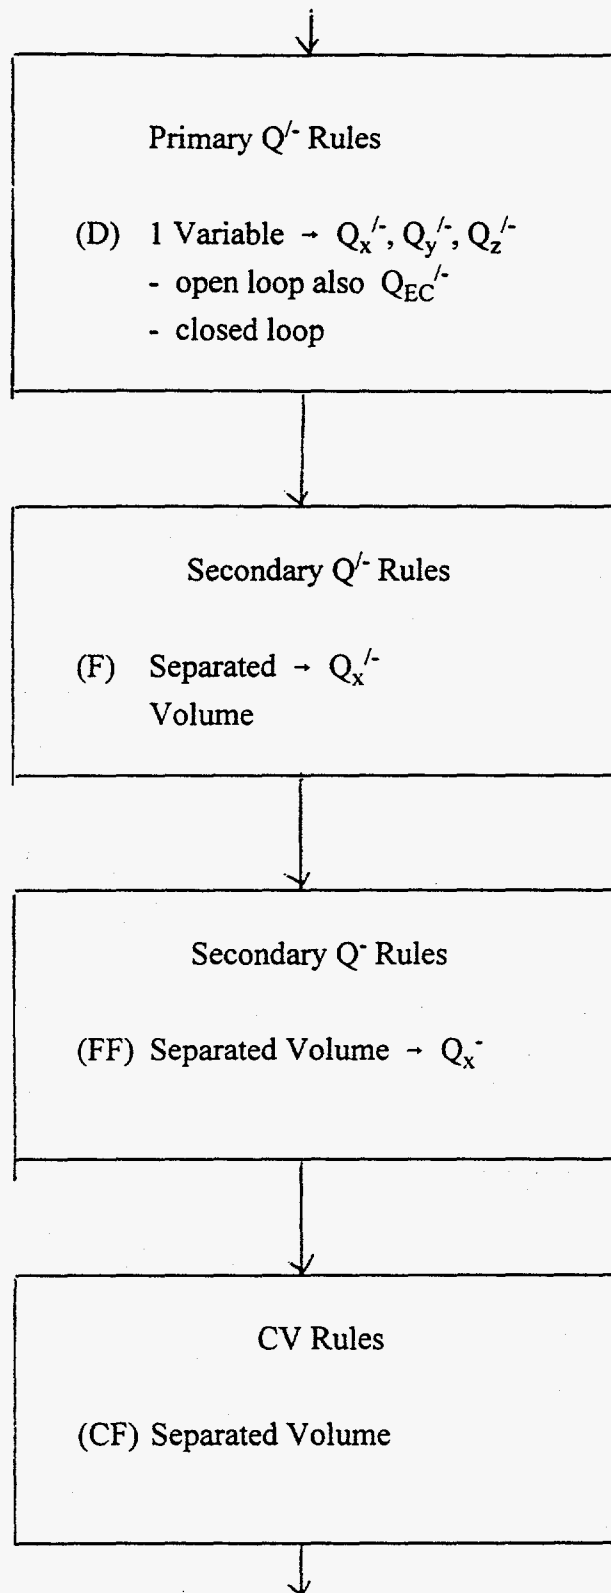 Primary Q/- Rules
(D) 1 Variable → Qx/-, Qy/-, Qz/-
- open loop also QEC/-
- closed loop
Secondary Q/- Rules
(F) Separated → Qx/-
Volume
Secondary Q- Rules
(FF) Separated Volume → Qx-
CV Rules
(CF) Separated Volume